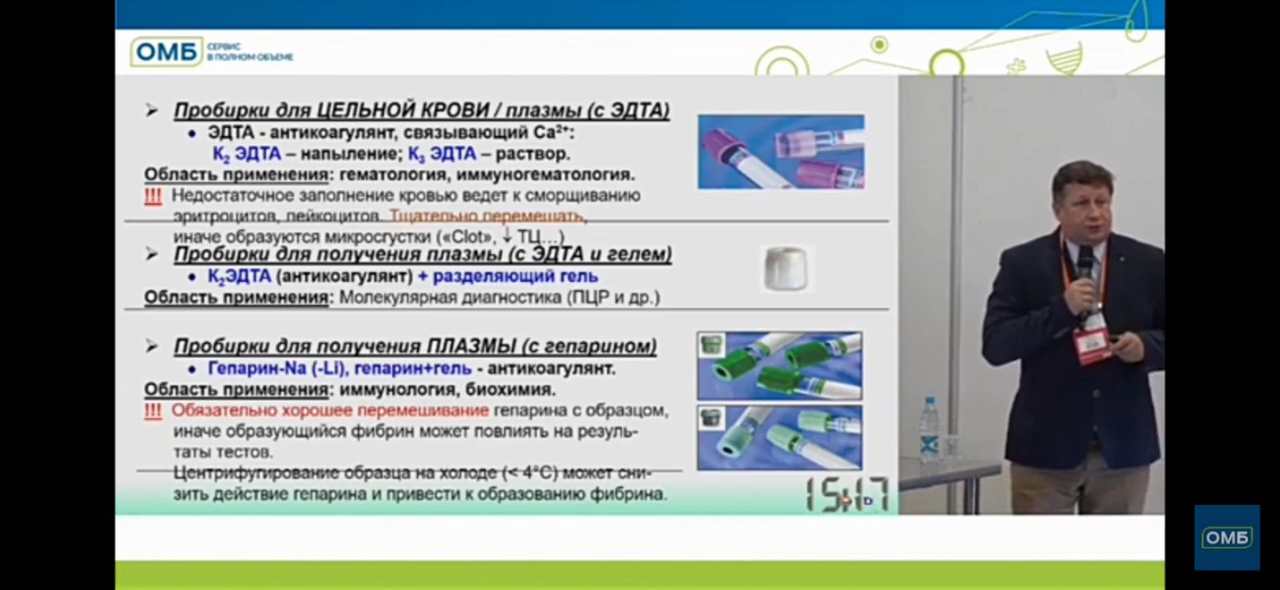 ОМБ СЕРВИС
В ПОЛНОМ ОБЪЕМЕ
➢ Пробирки для ЦЕЛЬНОЙ КРОВИ / плазмы (с ЭДТА)
• ЭДТА - антикоагулянт, связывающий Ca²⁺:
K₂ ЭДТА – напыление; K₃ ЭДТА – раствор.
Область применения: гематология, иммуногематология.
!!! Недостаточное заполнение кровью ведет к сморщиванию
эритроцитов, лейкоцитов. Тщательно перемешать,
иначе образуются микросгустки («Clot», ↓ ТЦ...)
➢ Пробирки для получения плазмы (с ЭДТА и гелем)
• K₂ЭДТА (антикоагулянт) + разделяющий гель
Область применения: Молекулярная диагностика (ПЦР и др.)
➢ Пробирки для получения ПЛАЗМЫ (с гепарином)
• Гепарин-Na (-Li), гепарин+гель - антикоагулянт.
Область применения: иммунология, биохимия.
!!! Обязательно хорошее перемешивание гепарина с образцом,
иначе образующийся фибрин может повлиять на резуль-
таты тестов.
Центрифугирование образца на холоде (< 4°С) может сни-
зить действие гепарина и привести к образованию фибрина.
15:17
ОМБ